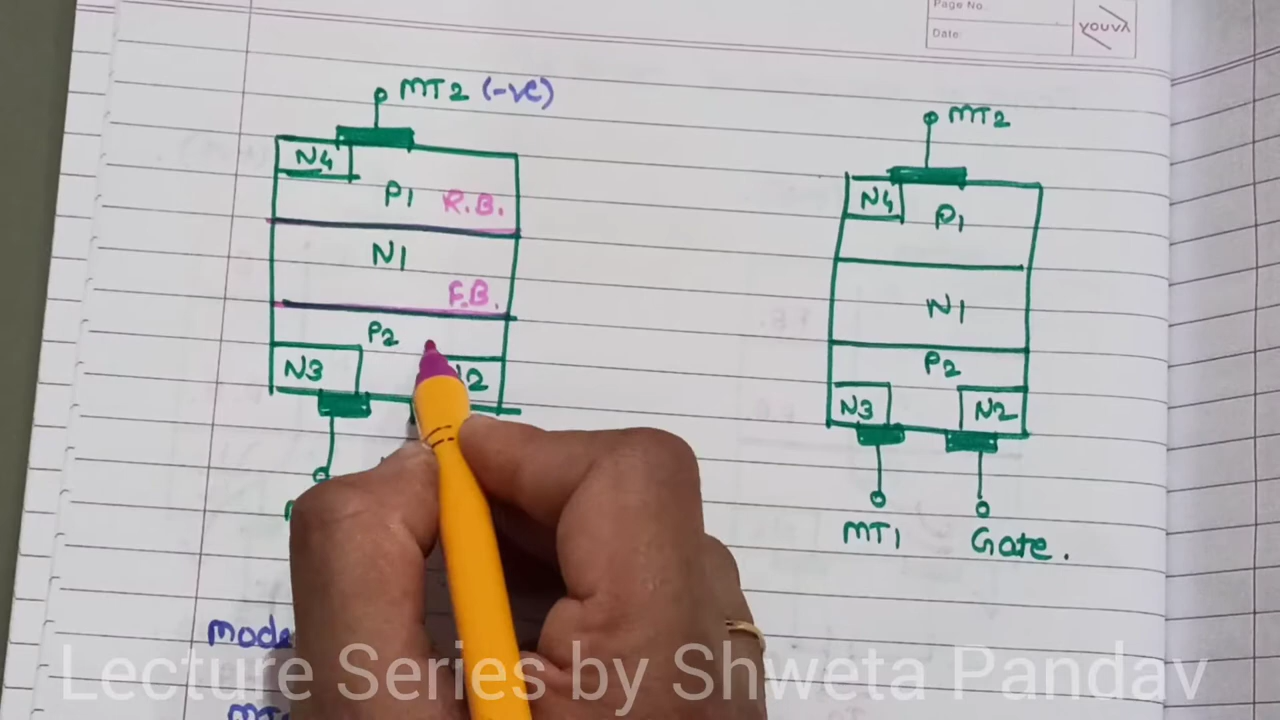 Page No.
Date:
YOUVA
MT2 (-ve)
N4
P1 R.B.
N1
F.B.
P2
N3
MT2
N4
P1
N1
P2
N3 N2
MT1 Gate.
Lecture Series by Shweta Pandav